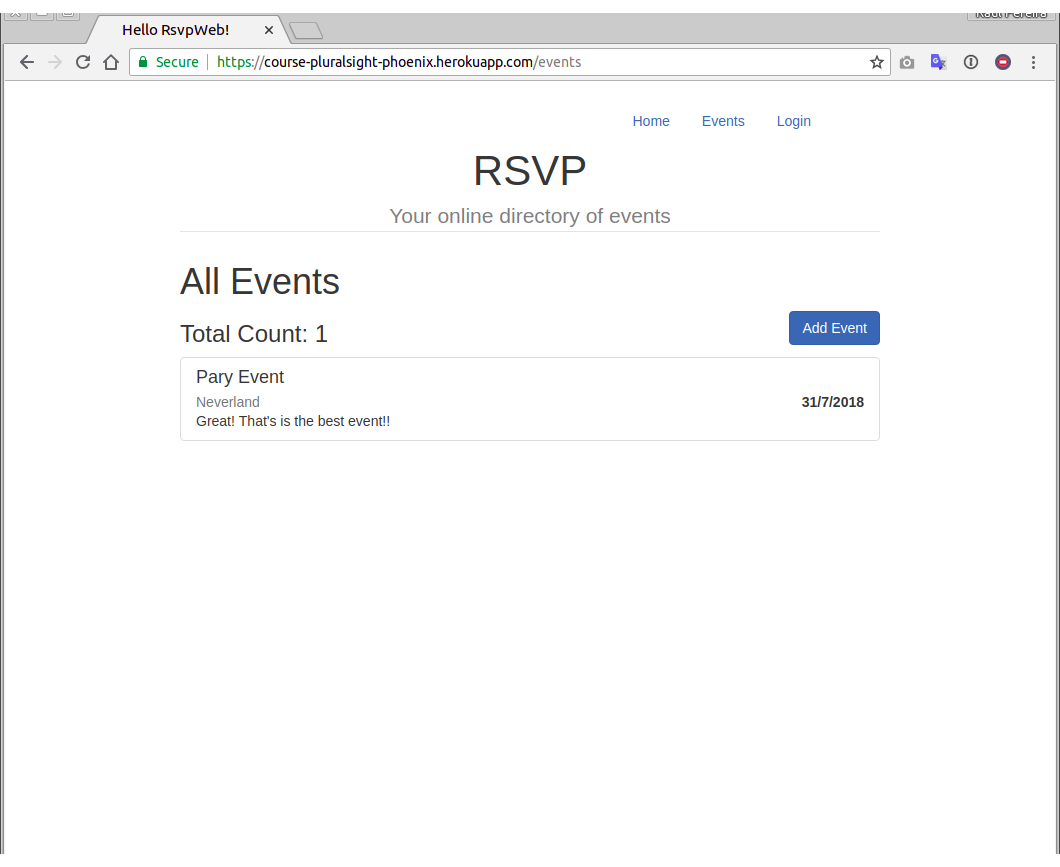 Raul Pereira
Hello RsvpWeb!
Secure https://course-pluralsight-phoenix.herokuapp.com/events
Home Events Login
RSVP
Your online directory of events
All Events
Total Count: 1 Add Event
Pary Event
Neverland 31/7/2018
Great! That's is the best event!!